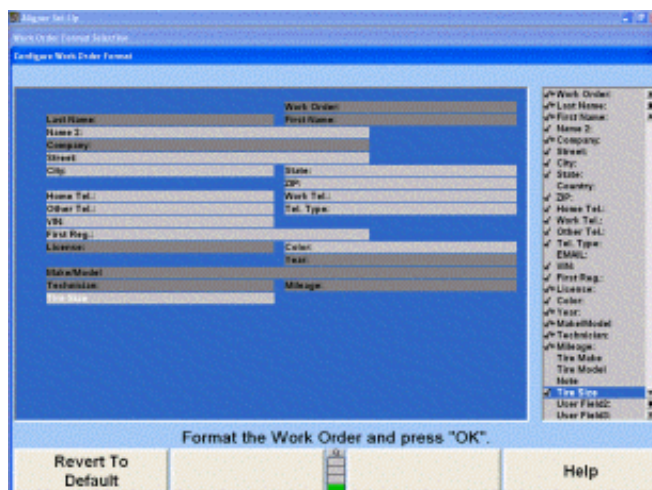 Aligner Set-Up
Work Order Format Selection
Configure Work Order Format
Work Order:
Last Name: First Name:
Name 2:
Company:
Street:
City: State:
ZIP:
Home Tel.: Work Tel.:
Other Tel.: Tel. Type:
VIN:
First Reg.:
License: Color:
Year:
Make/Model
Technician: Mileage:
Tire Size
Work Order:
Last Name:
First Name:
Name 2:
Company:
Street:
City:
State:
Country:
ZIP:
Home Tel.:
Work Tel.:
Other Tel.:
Tel. Type:
EMAIL:
VIN:
First Reg.:
License:
Color:
Year:
Make/Model
Technician:
Mileage:
Tire Make
Tire Model
Note
Tire Size
User Field2:
User Field3:
Format the Work Order and press "OK".
Revert To
Default
Help